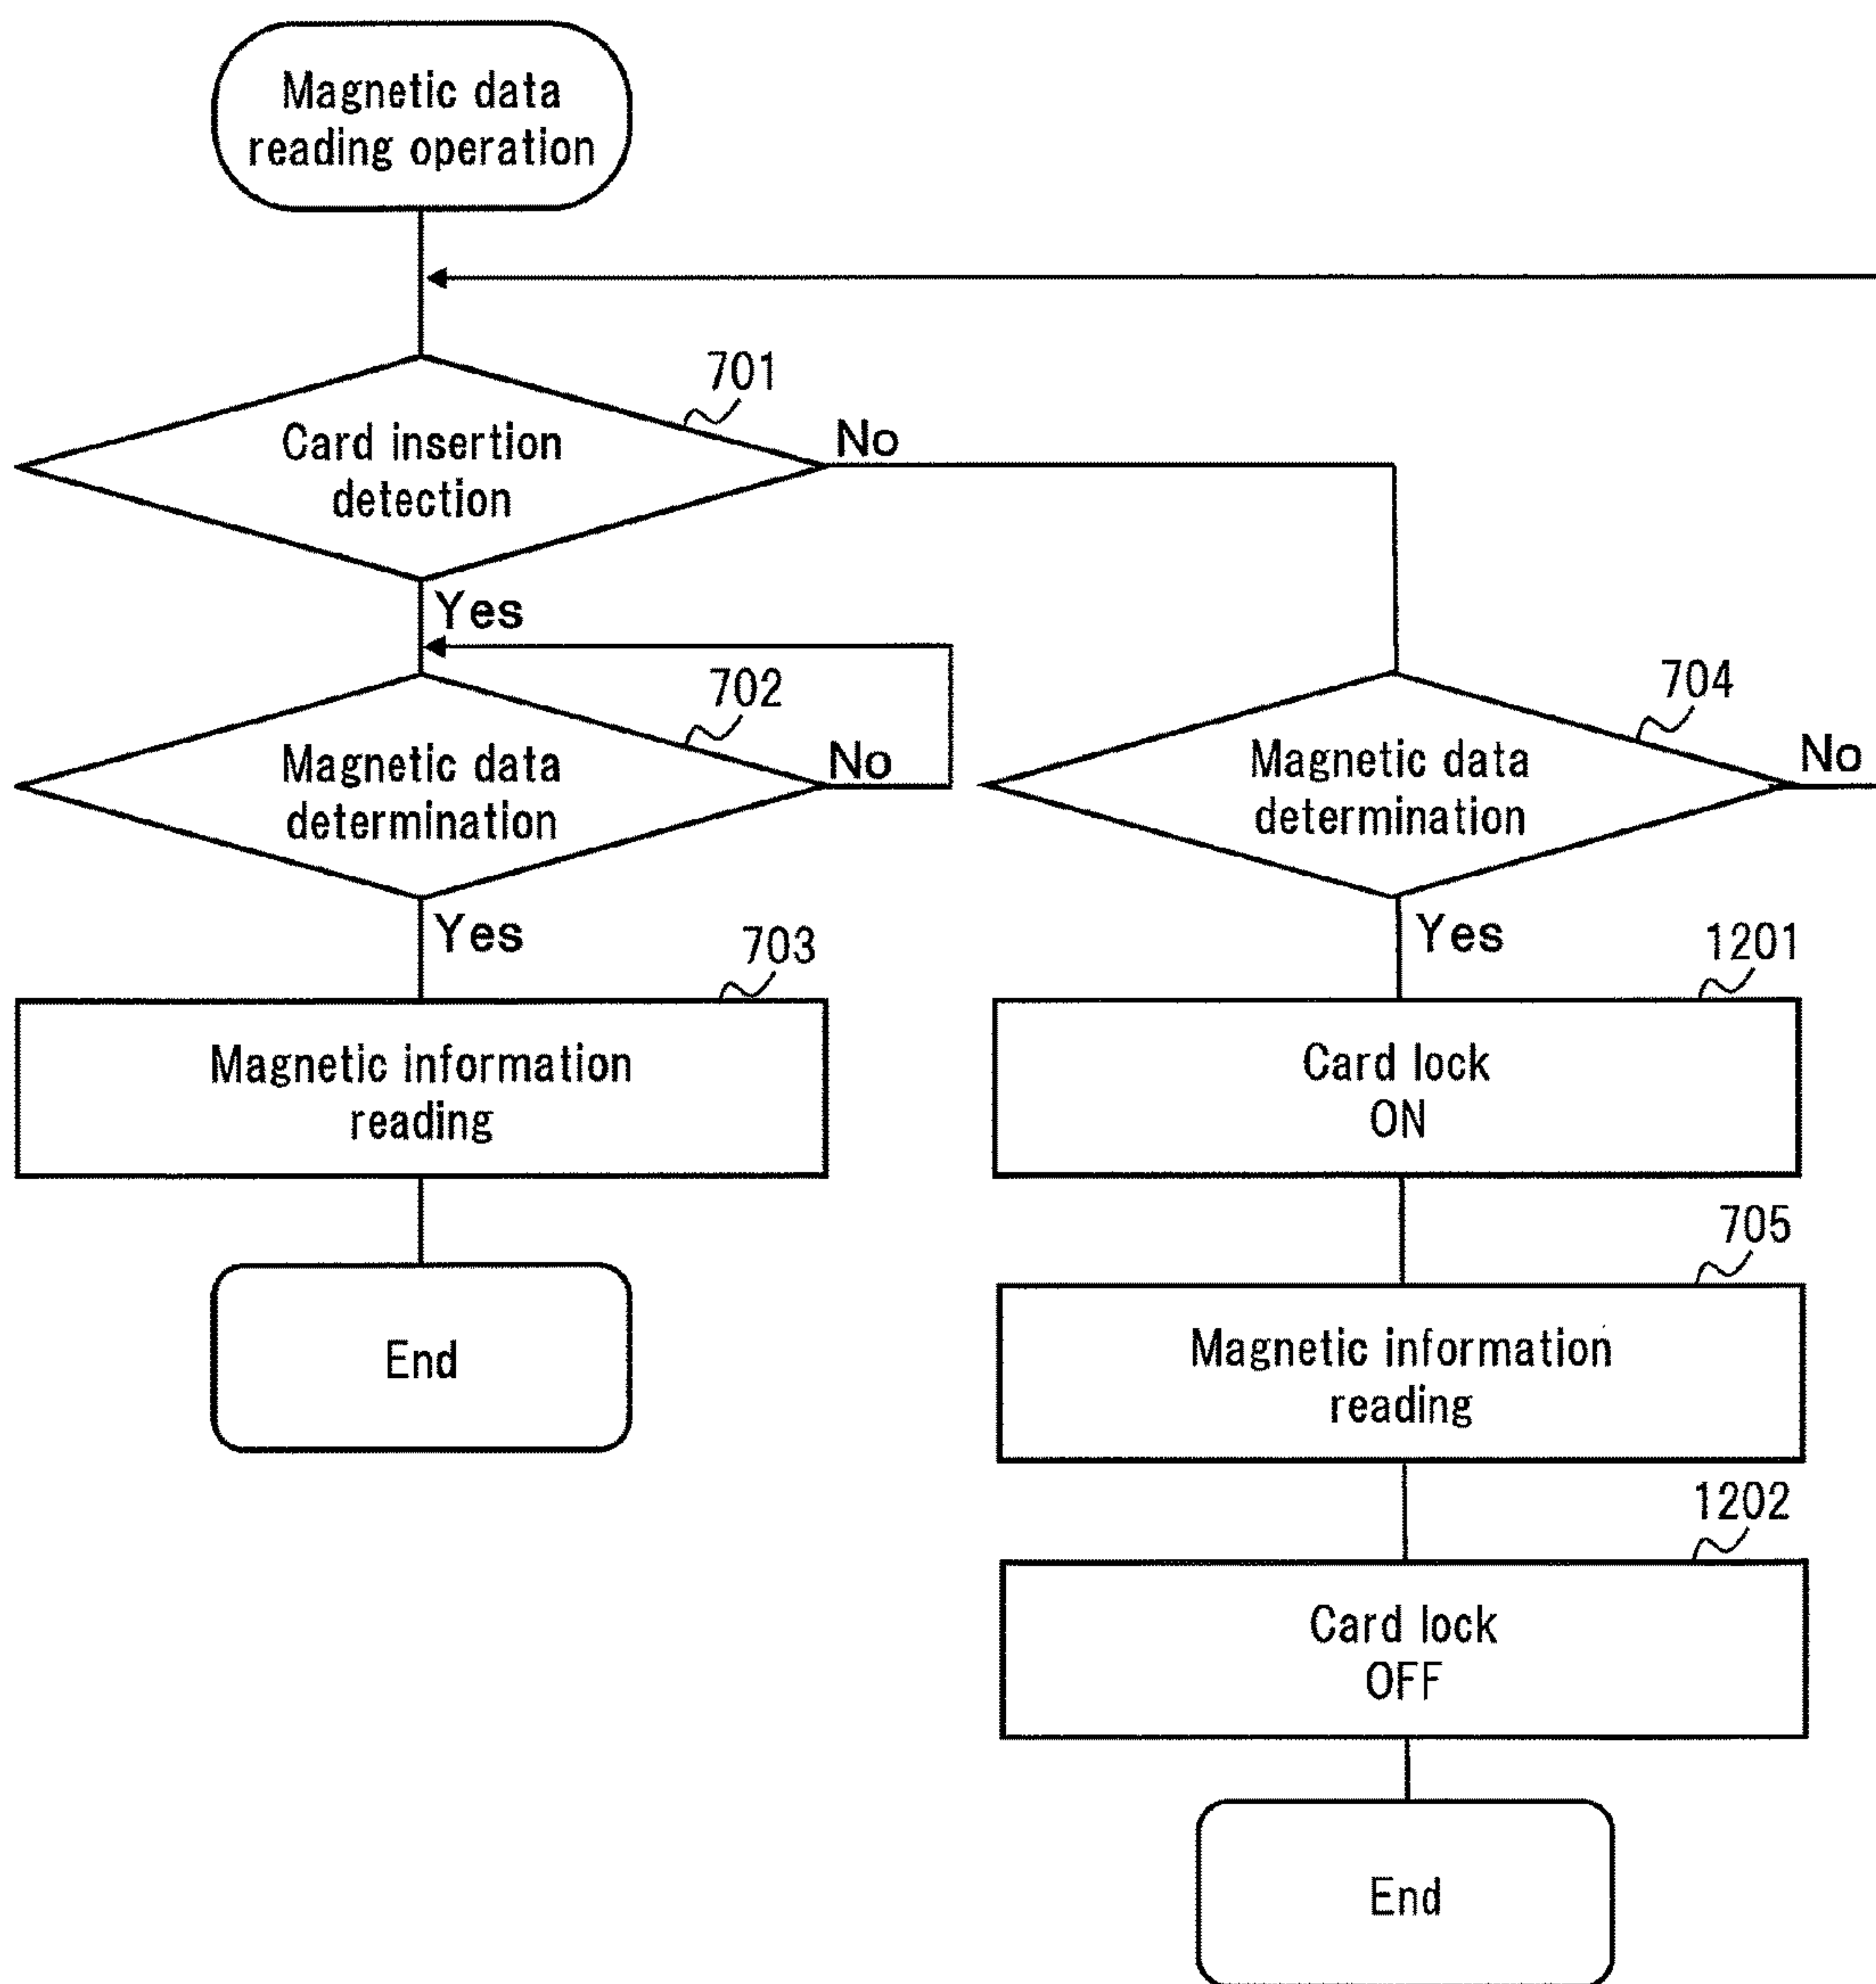 Magnetic data
reading operation
701
Card insertion
detection
No
Yes
702
Magnetic data
determination
No
704
Magnetic data
determination
No
Yes
703
Magnetic information
reading
End
Yes
1201
Card lock
ON
705
Magnetic information
reading
1202
Card lock
OFF
End